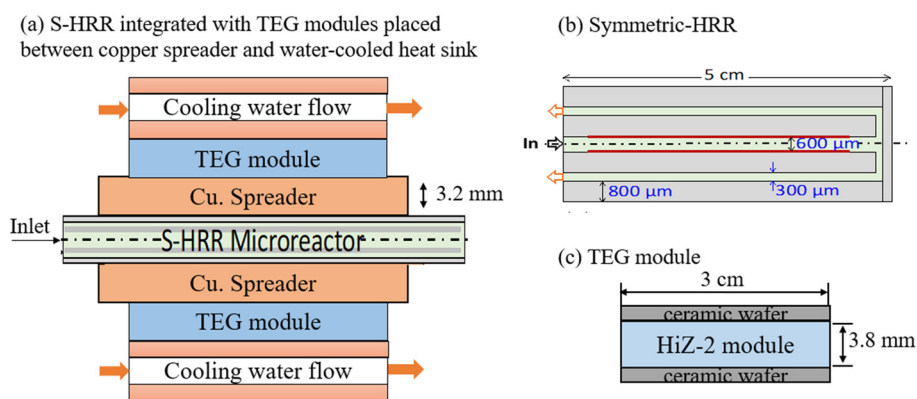 (a) S-HRR integrated with TEG modules placed
between copper spreader and water-cooled heat sink
Cooling water flow
TEG module
Cu. Spreader
3.2 mm
Inlet
S-HRR Microreactor
Cu. Spreader
TEG module
Cooling water flow
(b) Symmetric-HRR
5 cm
In
600 μm
800 μm
300 μm
(c) TEG module
3 cm
ceramic wafer
HiZ-2 module
3.8 mm
ceramic wafer